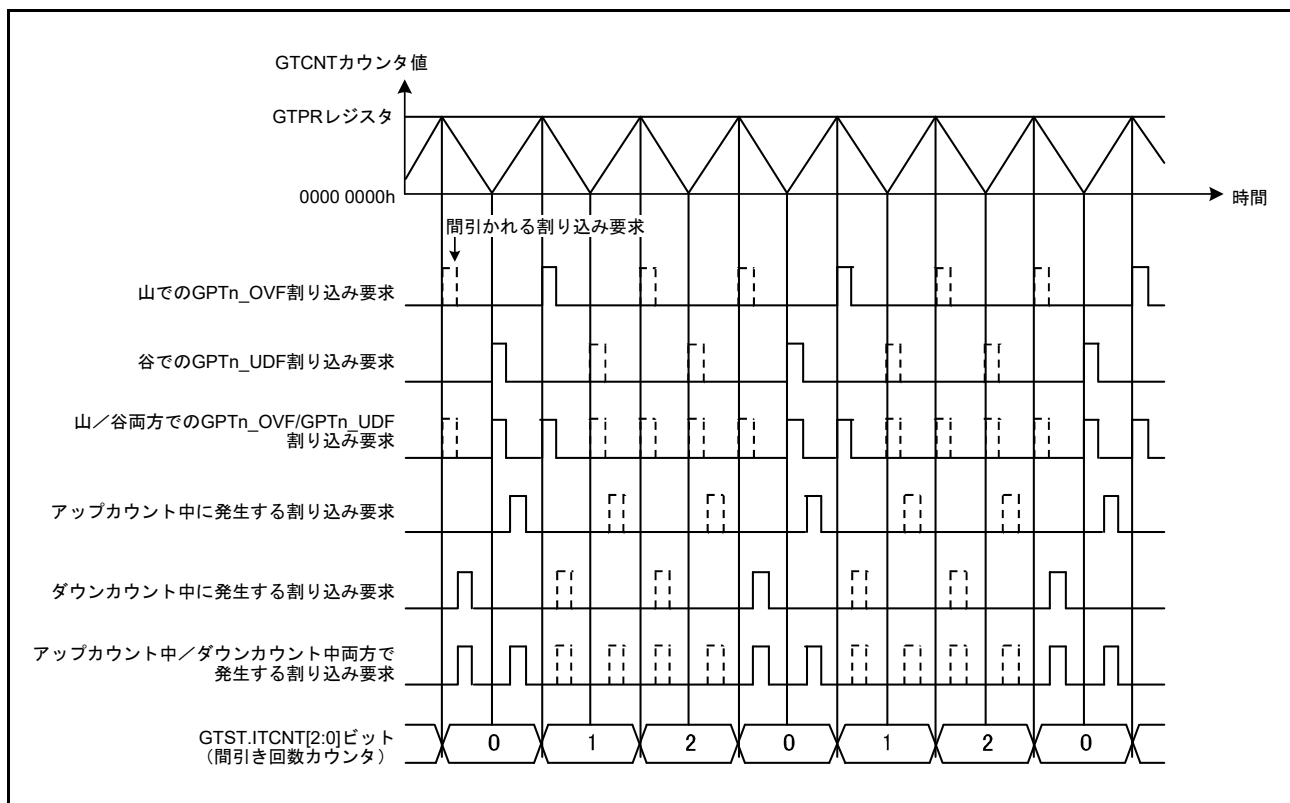 GTCNTカウンタ値
GTPRレジスタ
0000 0000h
時間
間引かれる割り込み要求
山でのGPTn_OVF割り込み要求
谷でのGPTn_UDF割り込み要求
山／谷両方でのGPTn_OVF/GPTn_UDF
割り込み要求
アップカウント中に発生する割り込み要求
ダウンカウント中に発生する割り込み要求
アップカウント中／ダウンカウント中両方で
発生する割り込み要求
GTST.ITCNT[2:0]ビット
（間引き回数カウンタ）
0 1 2 0 1 2 0